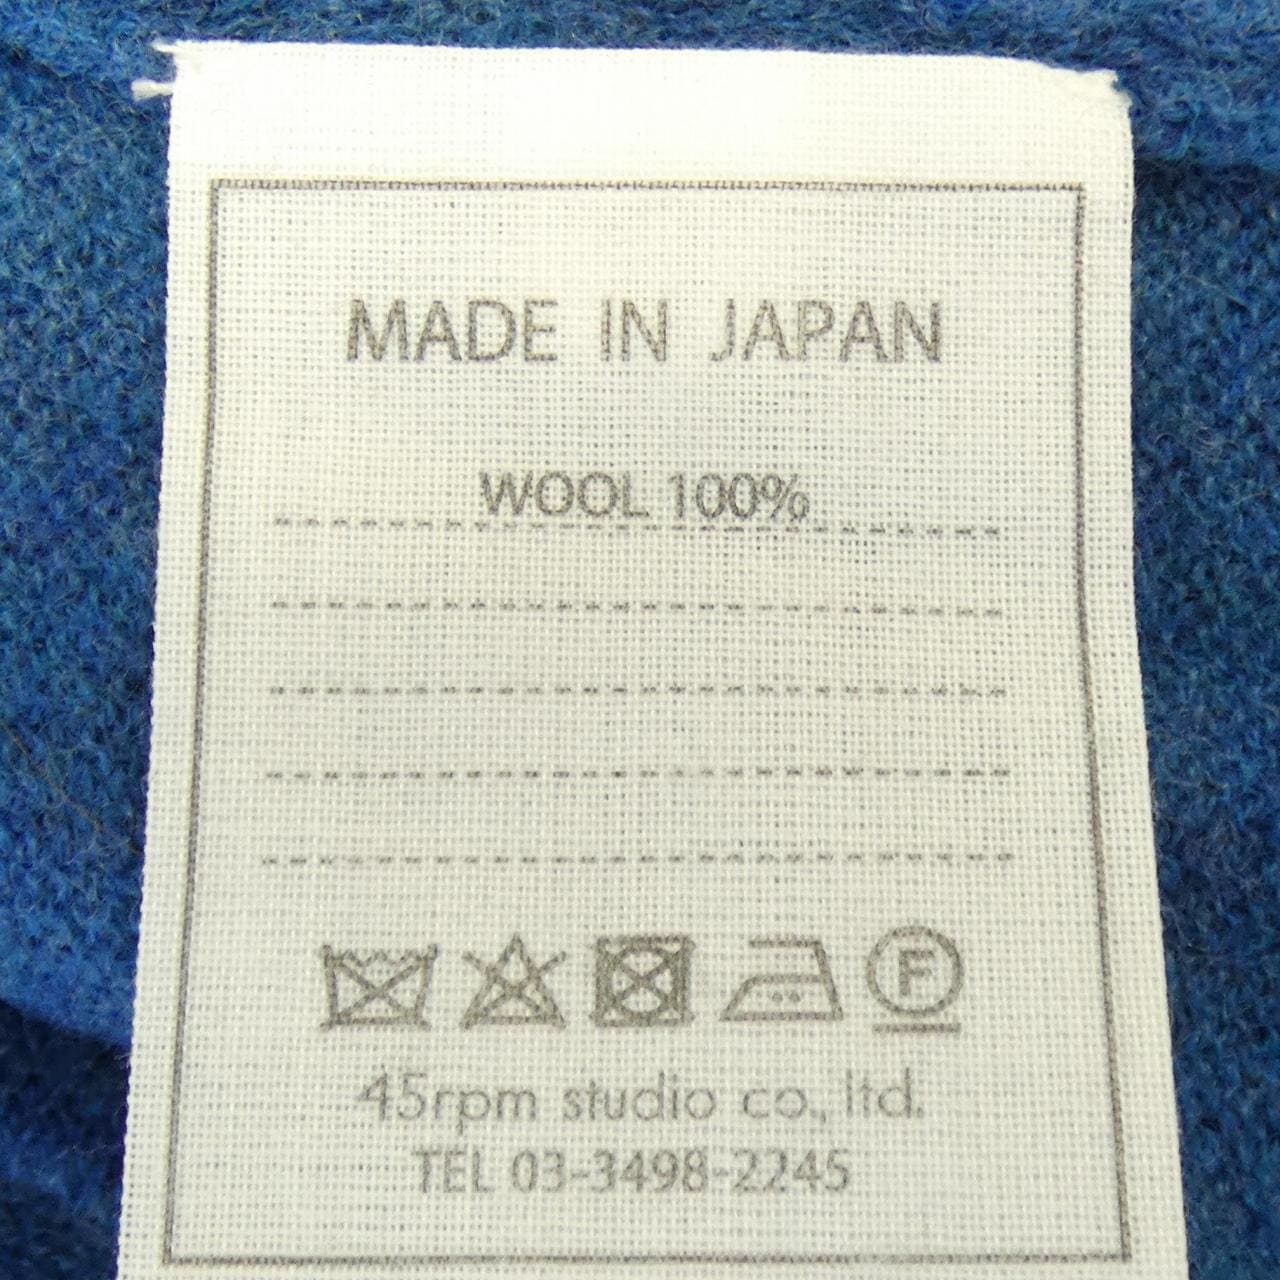 MADE IN JAPAN
WOOL 100%
F
45rpm studio co., ltd.
TEL 03-3498-2245